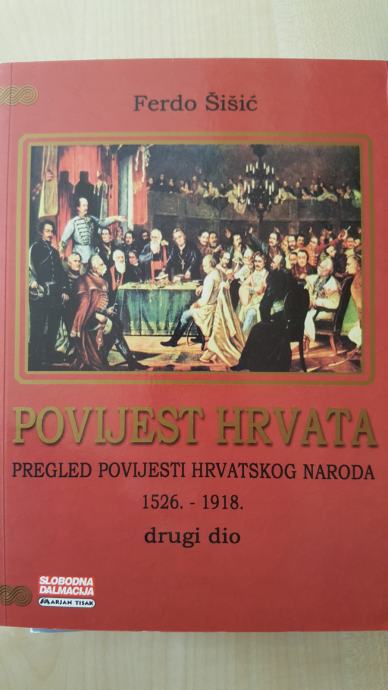 Ferdo Šišić
POVIJEST HRVATA
PREGLED POVIJESTI HRVATSKOG NARODA
1526. - 1918.
drugi dio
SLOBODNA
DALMACIJA
MARJAN TISAK